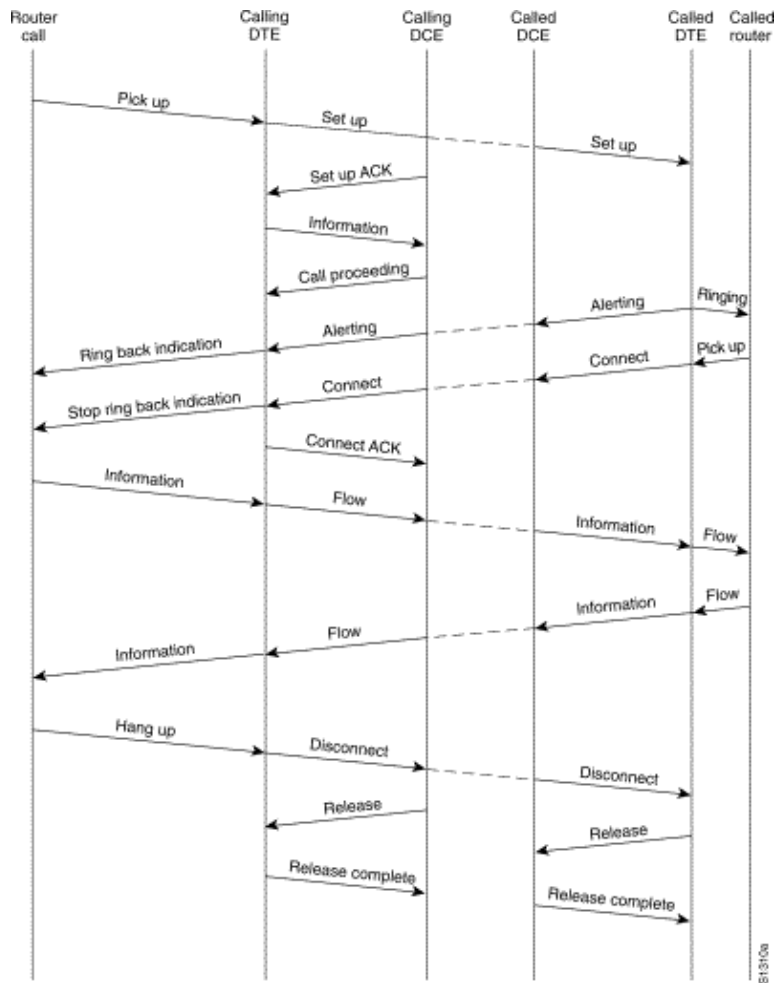 Router
call
Calling
DTE
Calling
DCE
Called
DCE
Called
DTE
Called
router
Pick up
Set up
Set up
Set up ACK
Information
Call proceeding
Ringing
Alerting
Alerting
Ring back indication
Pick up
Connect
Connect
Stop ring back indication
Connect ACK
Information
Flow
Information
Flow
Flow
Information
Flow
Information
Hang up
Disconnect
Disconnect
Release
Release
Release complete
Release complete
S1310a